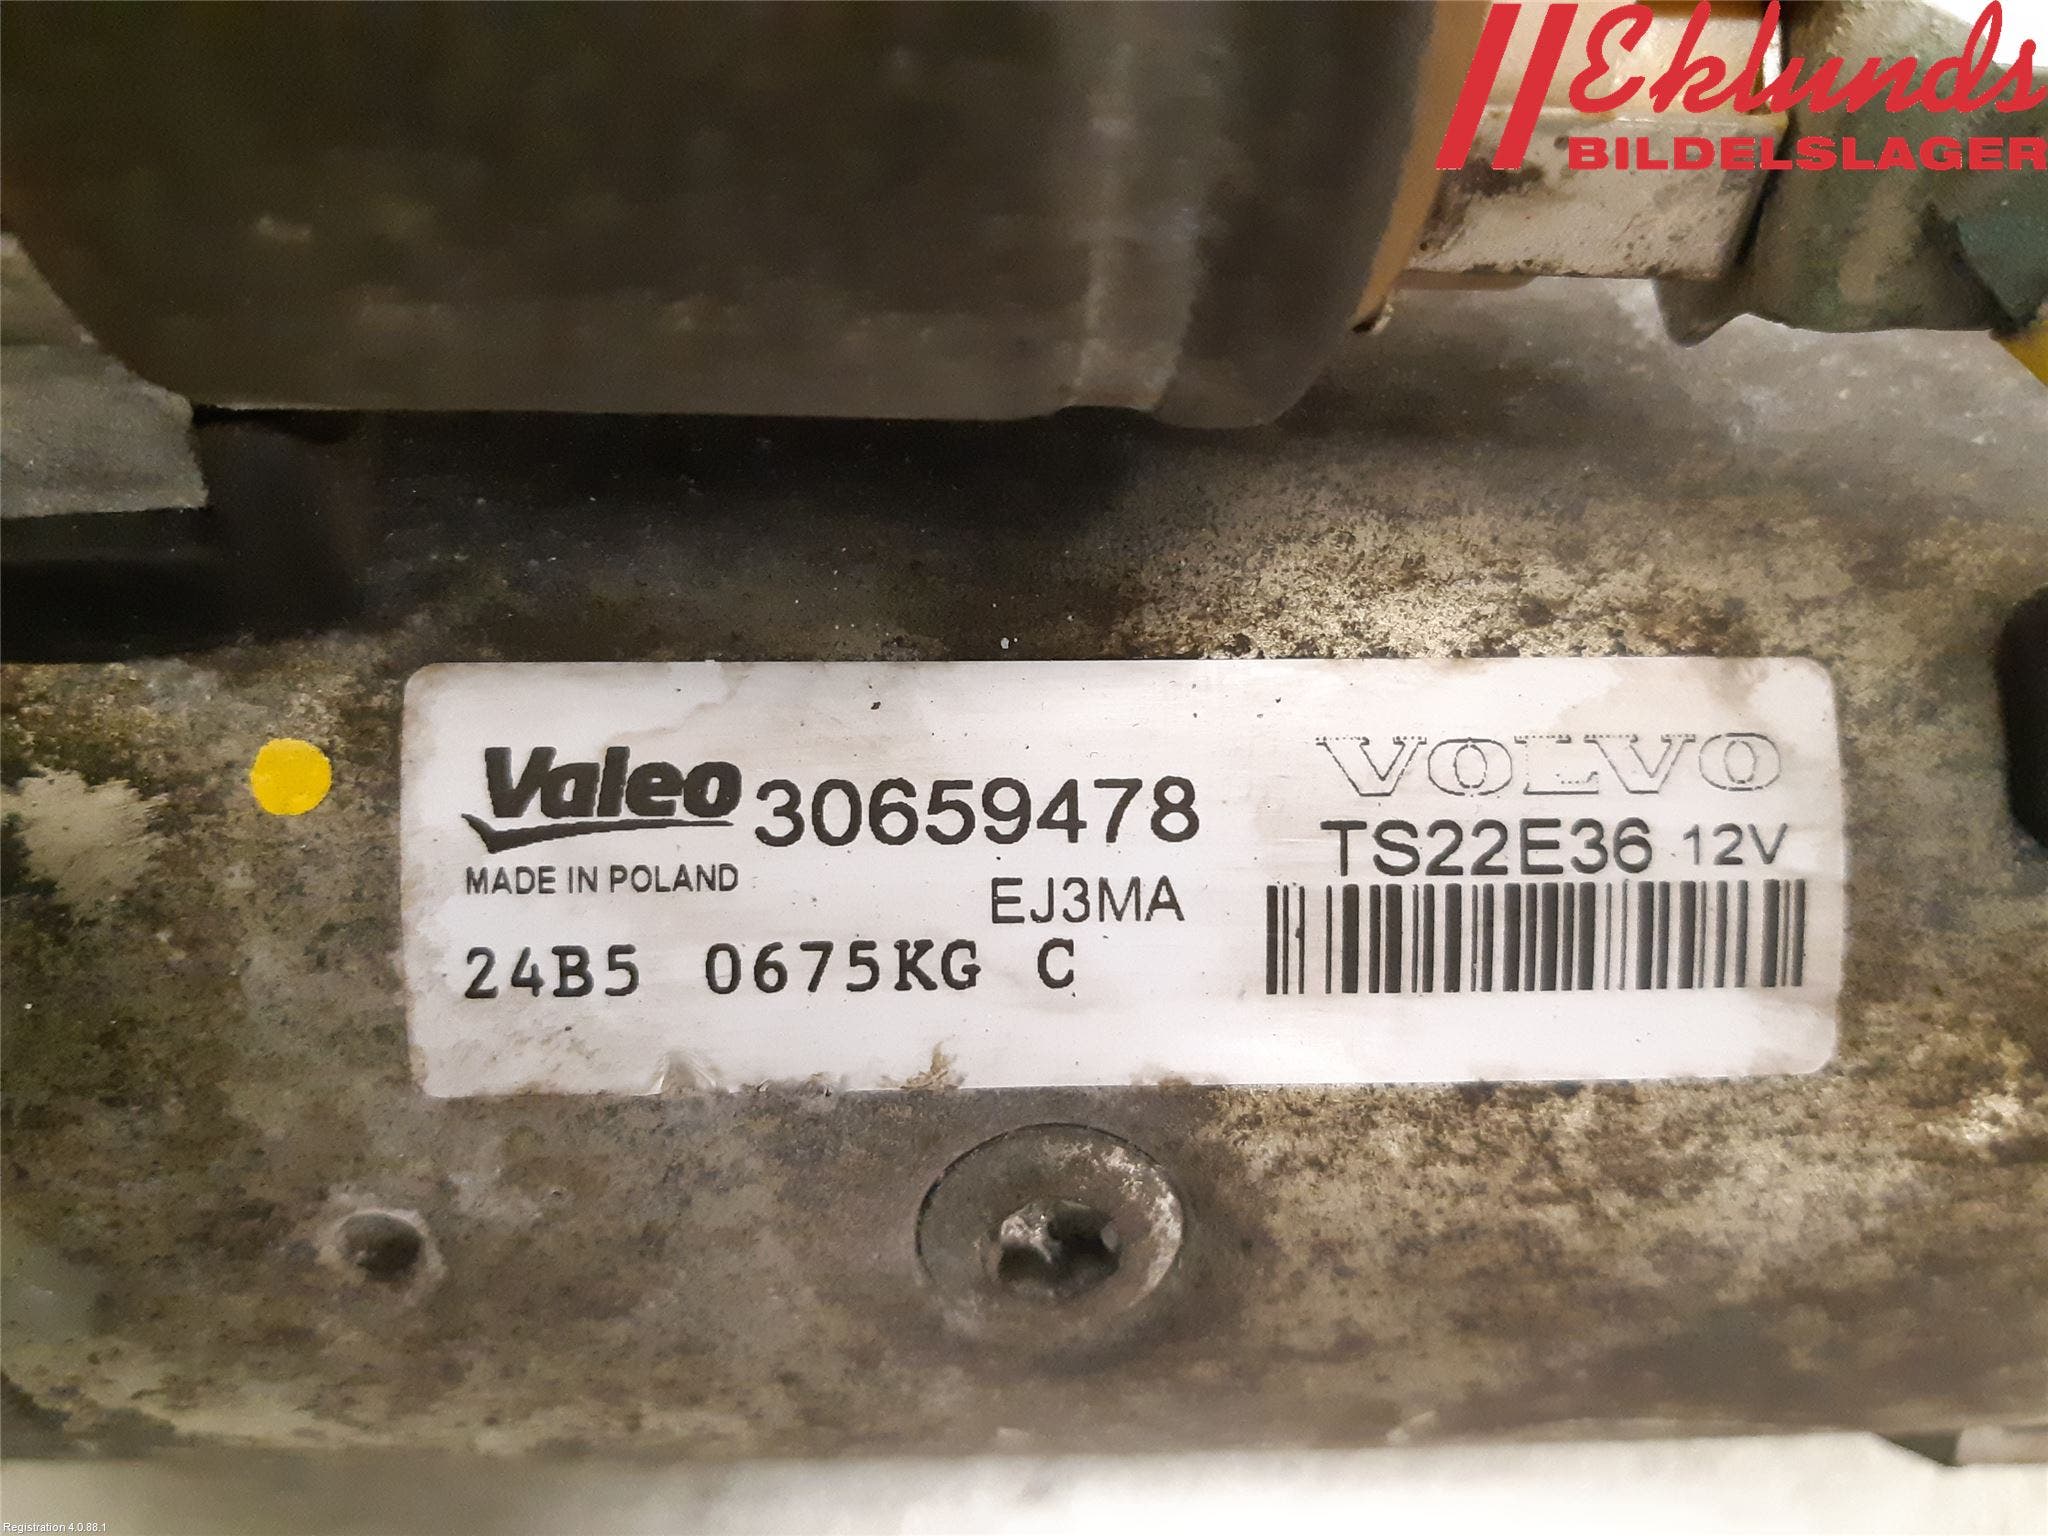 Eklunds
BILDELSLAGER
Valeo 30659478
MADE IN POLAND
EJ3MA
24B5 0675KG C
VOLVO
TS22E36 12V
Registration 4.0.88.1